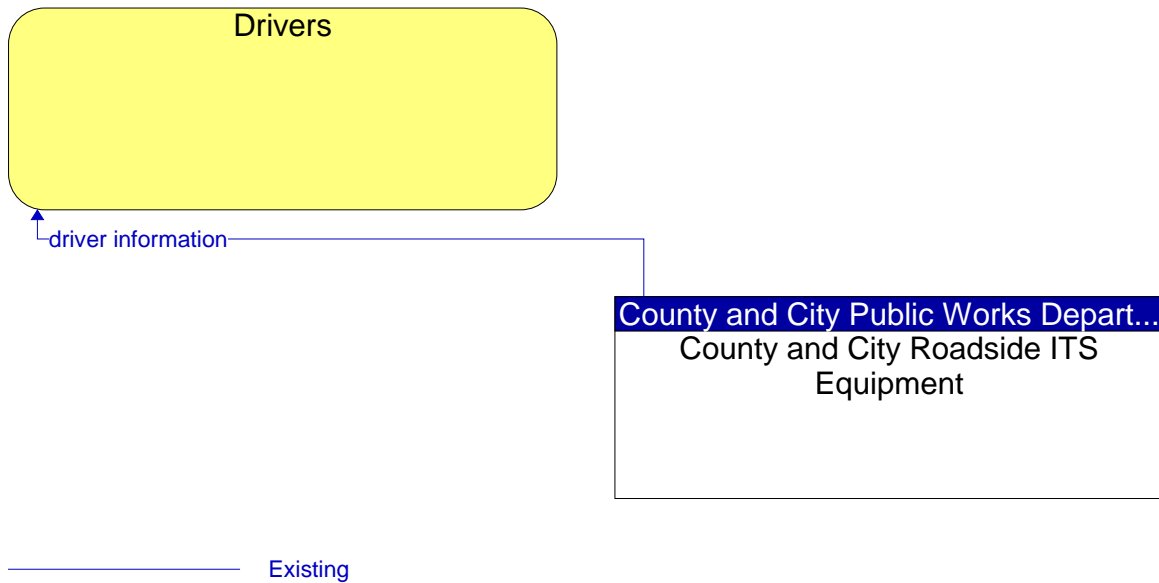 Drivers
driver information
County and City Public Works Depart...
County and City Roadside ITS
Equipment
Existing